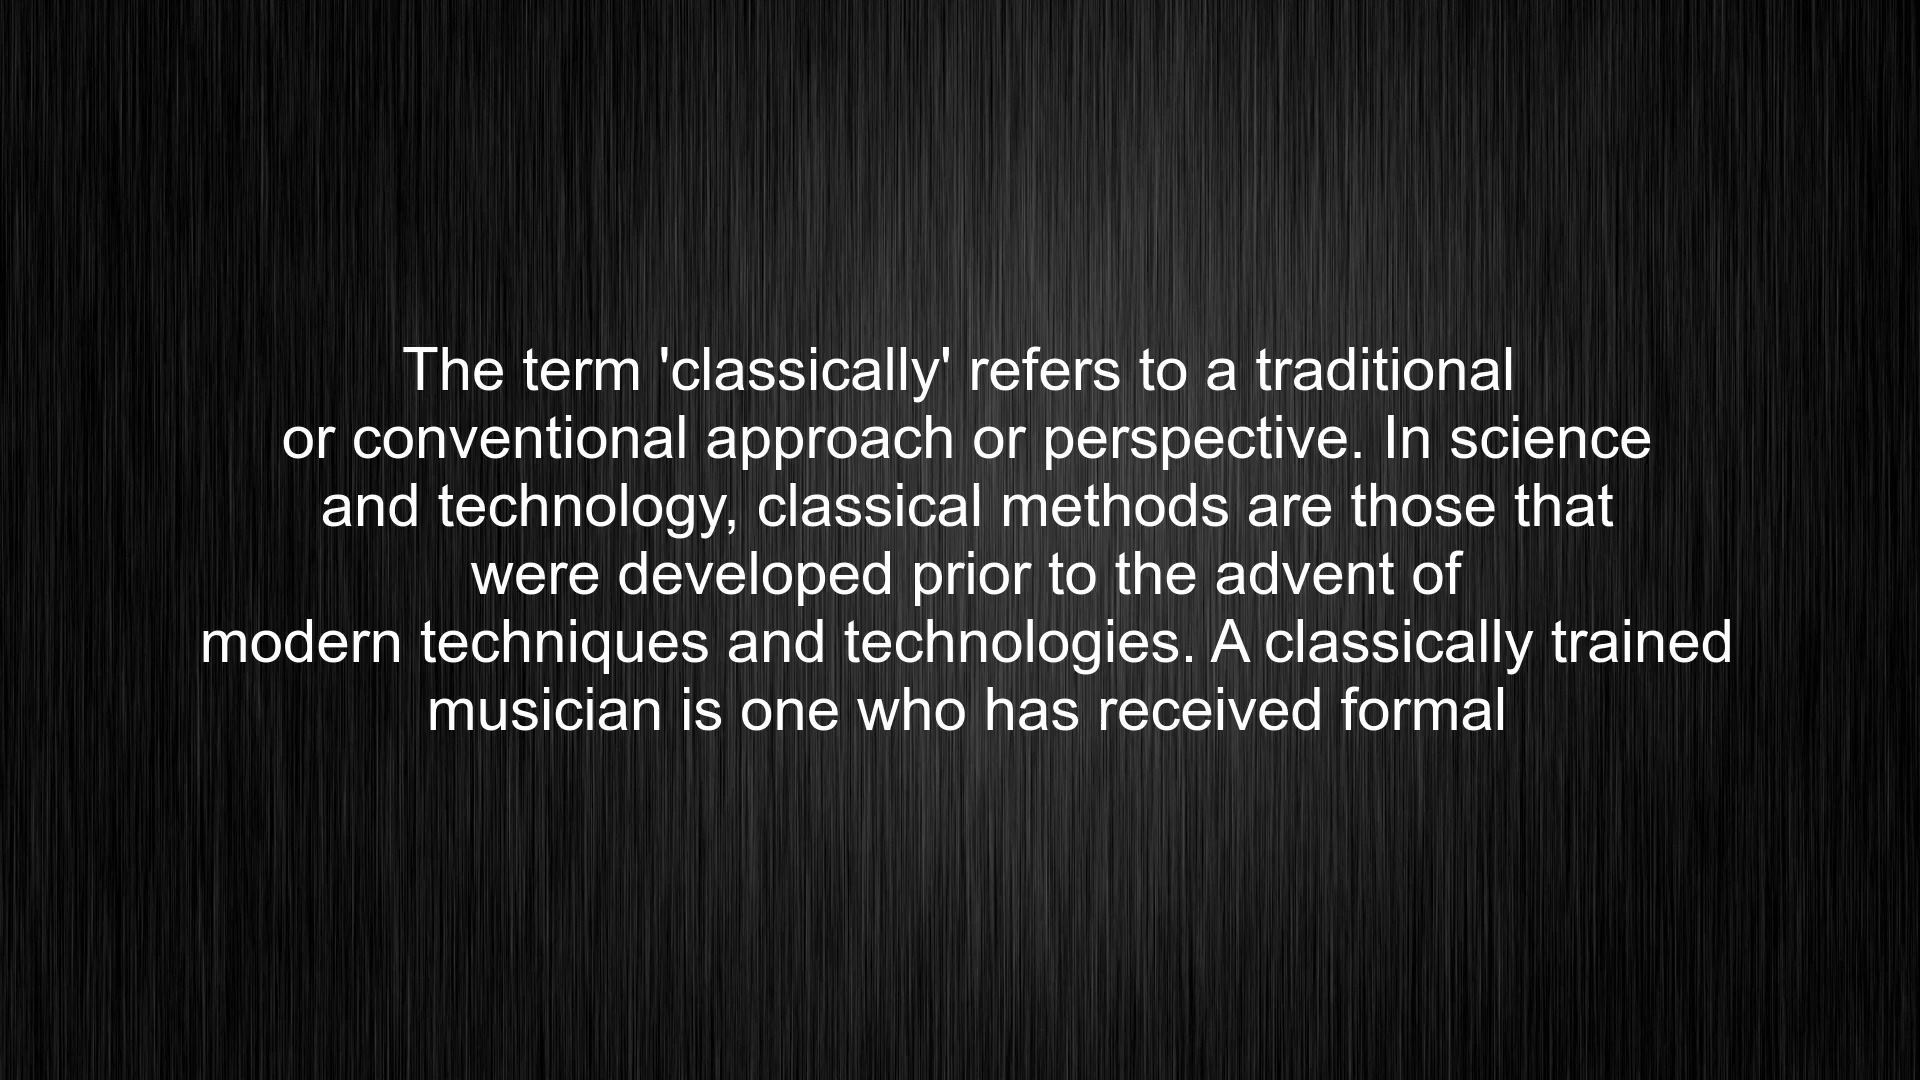 The term 'classically' refers to a traditional
or conventional approach or perspective. In science
and technology, classical methods are those that
were developed prior to the advent of
modern techniques and technologies. A classically trained
musician is one who has received formal